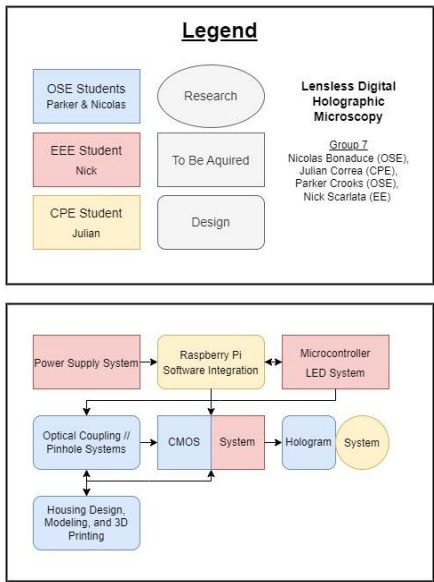 Legend
OSE Students
Parker & Nicolas
Research
EEE Student
Nick
To Be Aquired
CPE Student
Julian
Design
Lensless Digital
Holographic
Microscopy
Group 7
Nicolas Bonaduce (OSE),
Julian Correa (CPE),
Parker Crooks (OSE),
Nick Scarlata (EE)
Power Supply System
Raspberry Pi
Software Integration
Microcontroller
LED System
Optical Coupling //
Pinhole Systems
CMOS
System
Hologram
System
Housing Design,
Modeling, and 3D
Printing